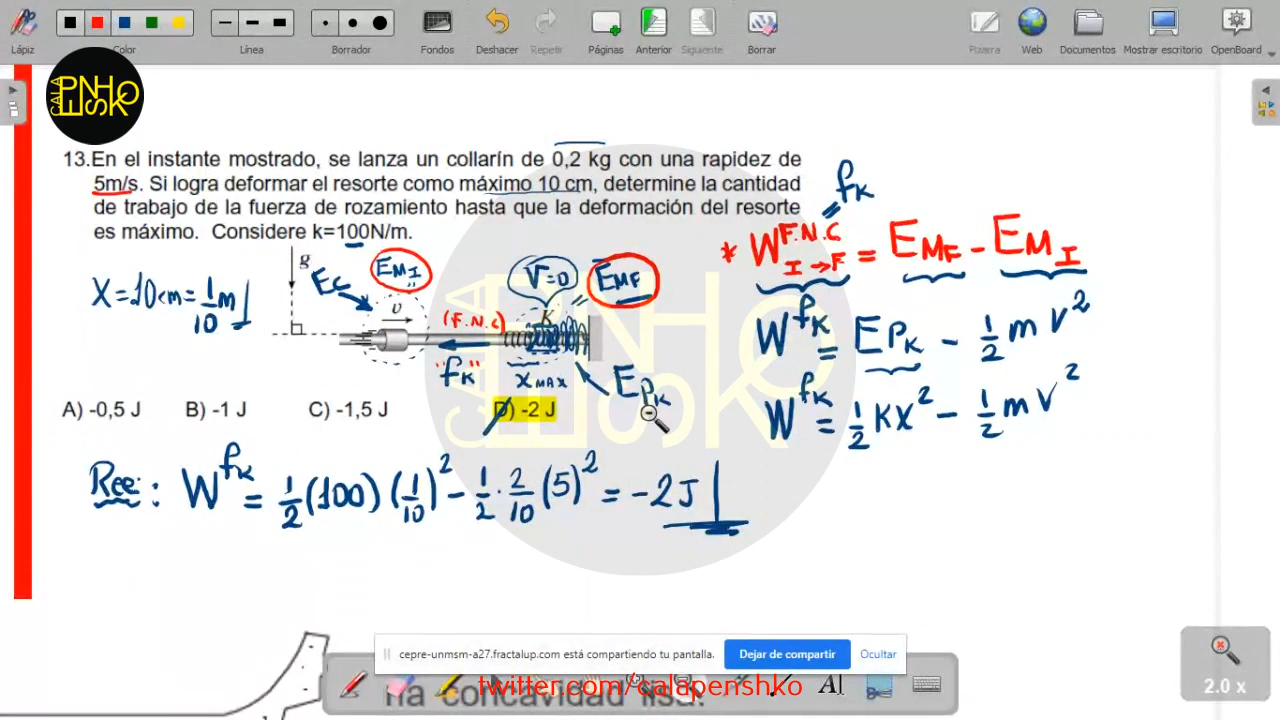 Lápiz Color Línea Borrador Fondos Deshacer Repetir Páginas Anterior Siguiente Borrar Pizarra Web Documentos Mostrar escritorio OpenBoard
CALA PENSHKO
13.En el instante mostrado, se lanza un collarín de 0,2 kg con una rapidez de
5m/s. Si logra deformar el resorte como máximo 10 cm, determine la cantidad
de trabajo de la fuerza de rozamiento hasta que la deformación del resorte
es máximo. Considere k=100N/m.
fK
* W F.N.C I→F = EMF - EMI
X=10cm=1/10 m
g
EC
EMI
υ
(F.N.C)
V=0
EMF
K
"fK"
xMAX
EPK
W fK = EPK - 1/2 m V²
W fK = 1/2 KX² - 1/2 m V²
A) -0,5 J B) -1 J C) -1,5 J D) -2 J
Ree: W fK = 1/2 (100) (1/10)² - 1/2 · 2/10 (5)² = -2J
cepre-unmsm-a27.fractalup.com está compartiendo tu pantalla. Dejar de compartir Ocultar
twitter.com/calapenshko
na concavidad lisa.
2.0 x